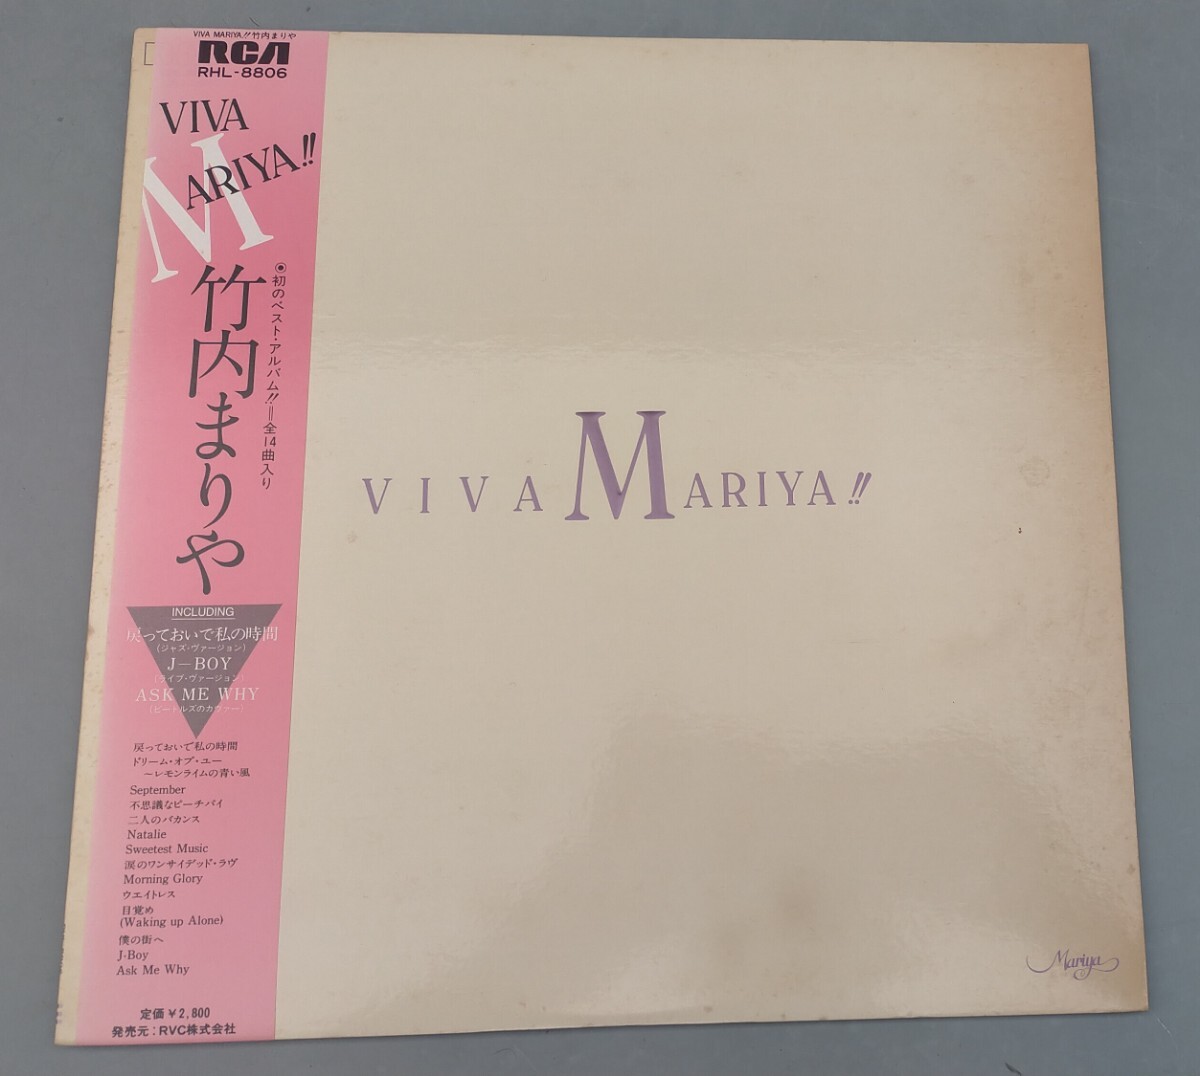 VIVA MARIYA!! 竹内まりや
RCA
RHL-8806
VIVA
MARIYA!!
◉初のベスト・アルバム!!=全14曲入り
竹内まりや
INCLUDING
戻っておいで私の時間
(ジャズ・ヴァージョン)
J-BOY
(ライブ・ヴァージョン)
ASK ME WHY
(ビートルズのカヴァー)
戻っておいで私の時間
ドリーム・オブ・ユー
～レモンライムの青い風
September
不思議なピーチパイ
二人のバカンス
Natalie
Sweetest Music
涙のワンサイデッド・ラヴ
Morning Glory
ウエイトレス
目覚め
(Waking up Alone)
僕の街へ
J-Boy
Ask Me Why
定価￥2,800
発売元：RVC株式会社
VIVA MARIYA!!
Mariya